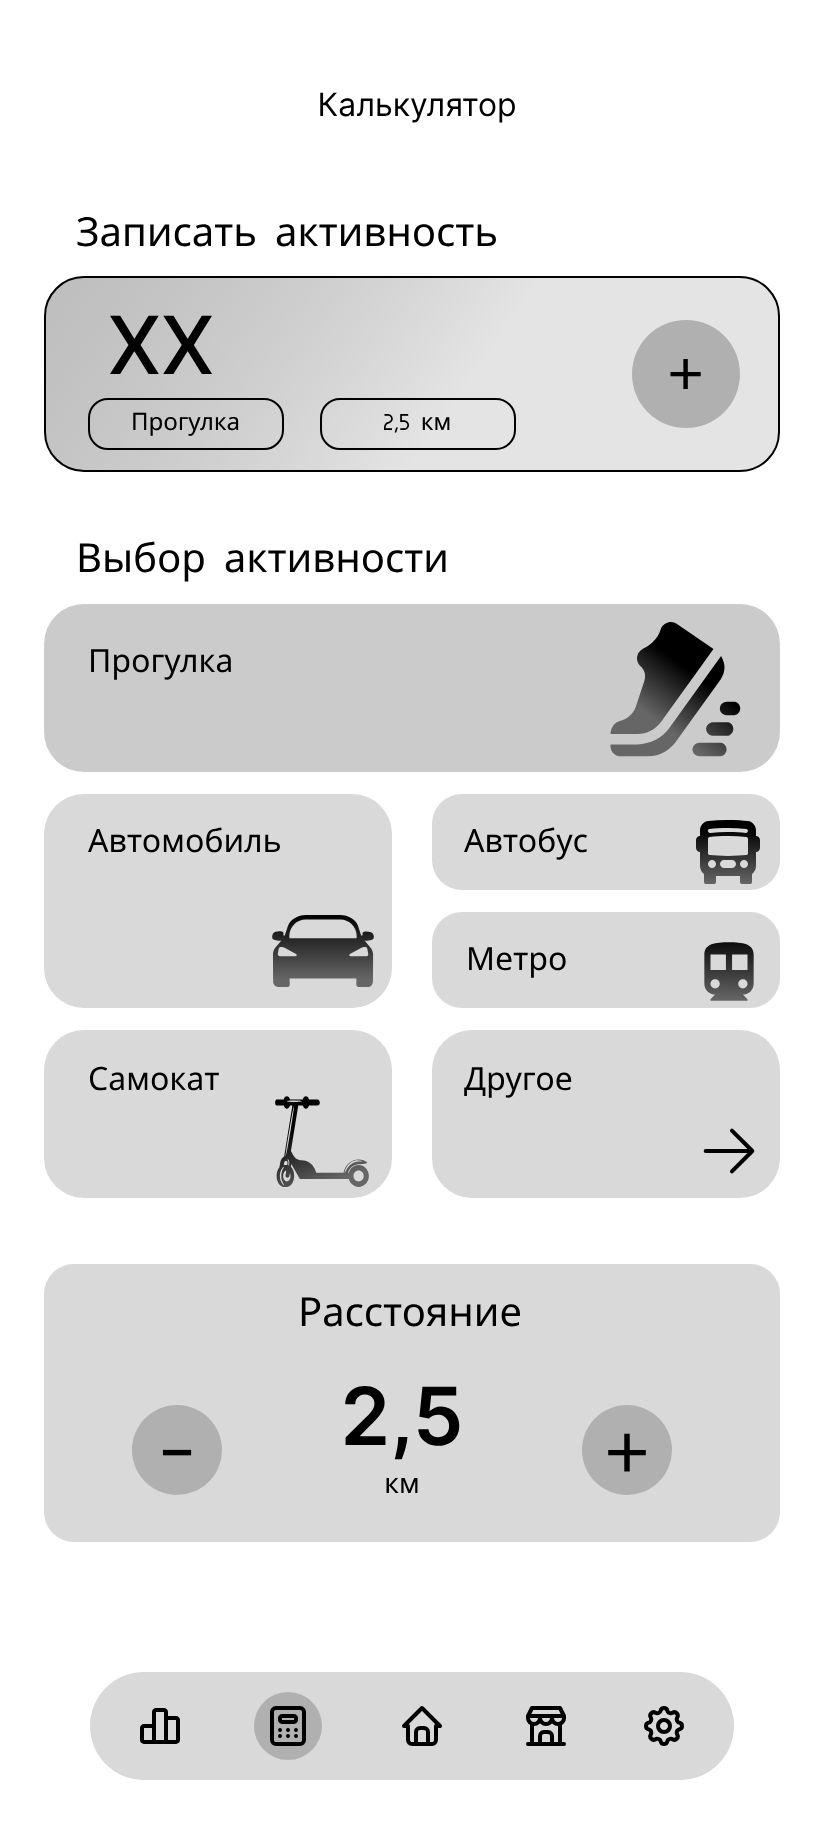 Калькулятор
Записать активность
XX
+
Прогулка
2,5 км
Выбор активности
Прогулка
Автомобиль
Автобус
Метро
Самокат
Другое
Расстояние
− 2,5 +
км